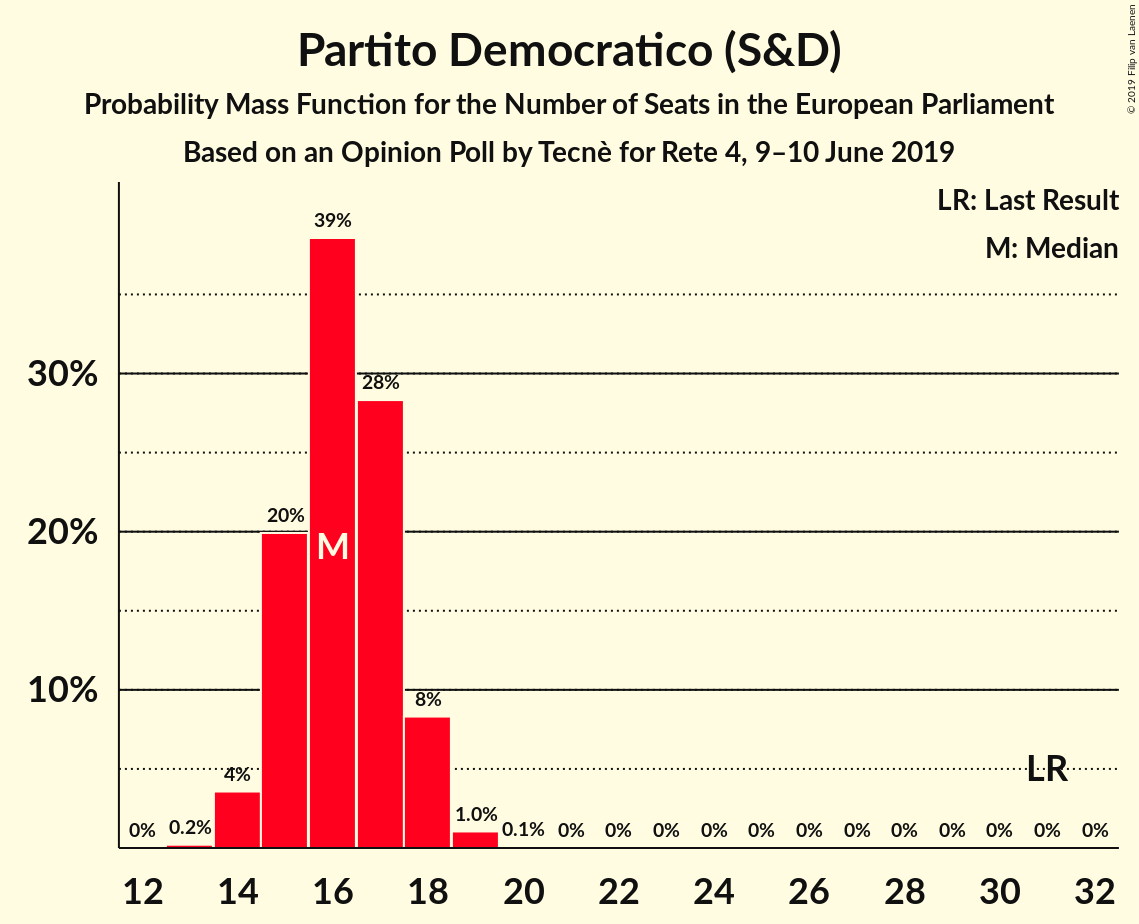 Partito Democratico (S&D)
Probability Mass Function for the Number of Seats in the European Parliament
Based on an Opinion Poll by Tecnè for Rete 4, 9–10 June 2019
© 2019 Filip van Laenen
LR: Last Result
M: Median
39%
30%
28%
20%
20%
M
10%
8%
4%
LR
1.0%
0% 0.2% 0.1% 0% 0% 0% 0% 0% 0% 0% 0% 0% 0% 0% 0%
12 14 16 18 20 22 24 26 28 30 32